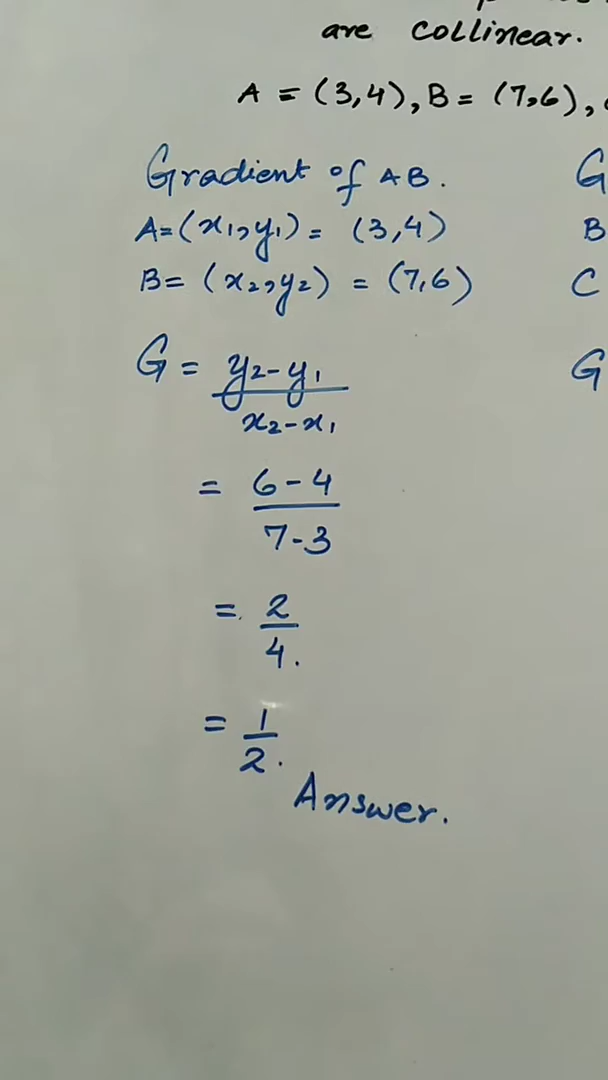 are collinear.
A = (3,4), B = (7,6),
Gradient of AB.
A=(x₁,y₁) = (3,4)
B= (x₂,y₂) = (7,6)
G = y₂-y₁
x₂-x₁
= 6-4
7-3
= 2
4.
= 1
2.
Answer.
G
B
C
G